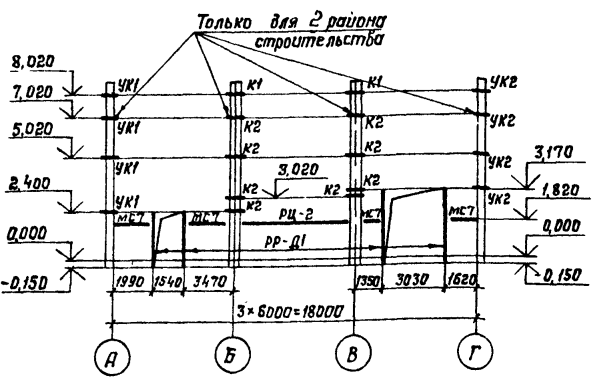 Только для 2 района
строительства
8,020
УК1
К1
К1
УК2
7,020
УК1
К2
К2
УК2
5,020
УК1
К2
К2
УК2
3,020
3,170
2,400
УК1
К2
К2
К2
К2
УК2
1,820
МС7
МС7
РЦ-2
МС7
МС7
0,000
РР-Д1
0,000
-0,150
-0,150
1990
1540
3470
1350
3030
1620
3×6000=18000
А
Б
В
Г